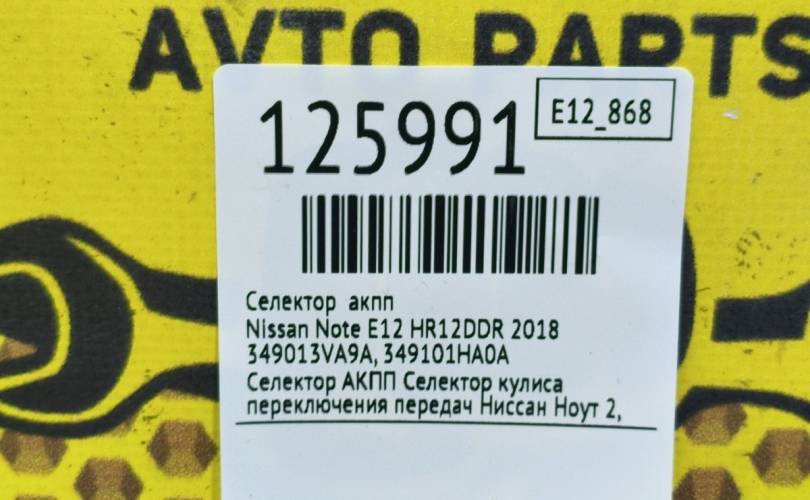 AVTO PARTS
125991
E12_868
Селектор акпп
Nissan Note E12 HR12DDR 2018
349013VA9A, 349101HA0A
Селектор АКПП Селектор кулиса
переключения передач Ниссан Ноут 2,